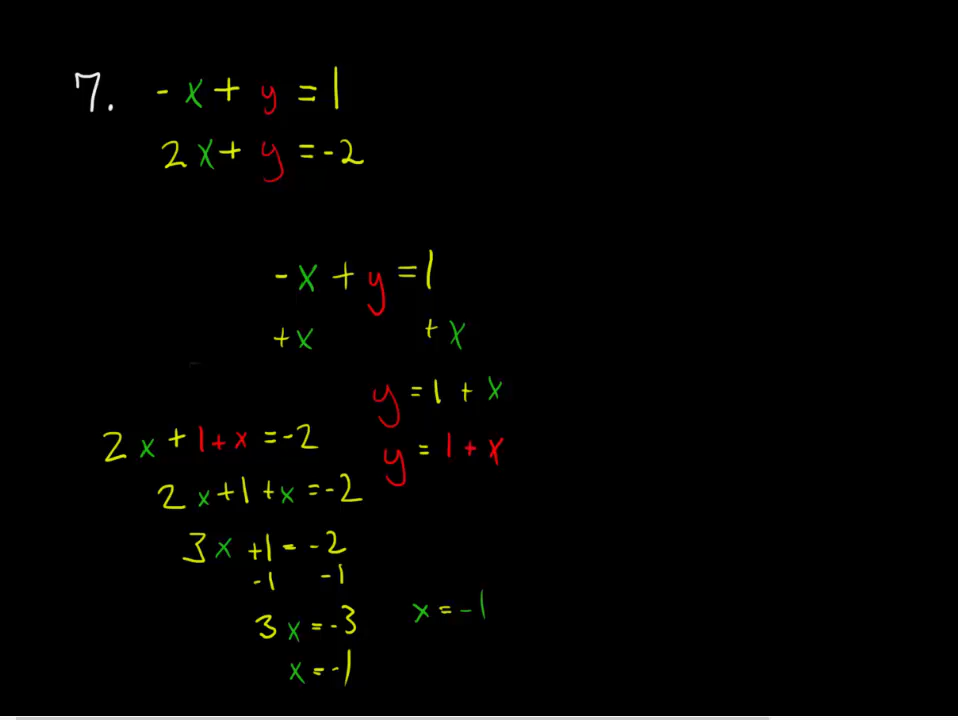 7. -x + y = 1
2x + y = -2
-x + y = 1
+x +x
y = 1 + x
2x + 1 + x = -2
y = 1 + x
2x + 1 + x = -2
3x + 1 = -2
-1 -1
3x = -3
x = -1
x = -1